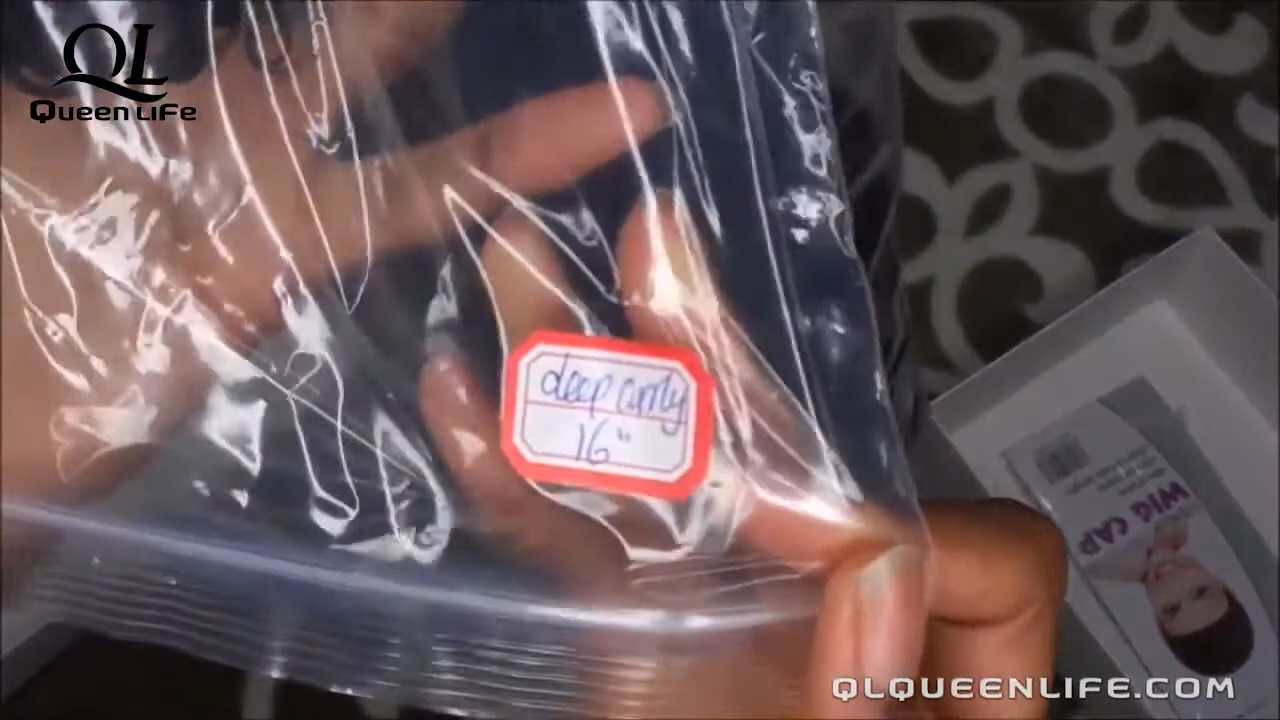 QL
Queen Life
deep curly
16"
WIG CAP
QLQUEENLIFE.COM